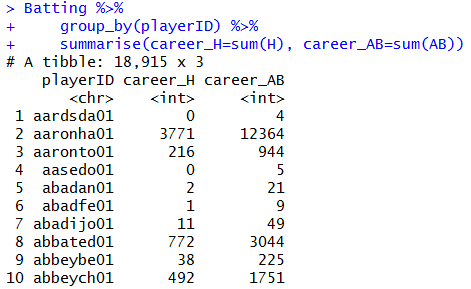 > Batting %>%
+     group_by(playerID) %>%
+     summarise(career_H=sum(H), career_AB=sum(AB))
# A tibble: 18,915 x 3
    playerID career_H career_AB
       <chr>    <int>     <int>
 1 aardsda01        0         4
 2 aaronha01     3771     12364
 3 aaronto01      216       944
 4  aasedo01        0         5
 5  abadan01        2        21
 6  abadfe01        1         9
 7 abadijo01       11        49
 8 abbated01      772      3044
 9 abbeybe01       38       225
10 abbeych01      492      1751